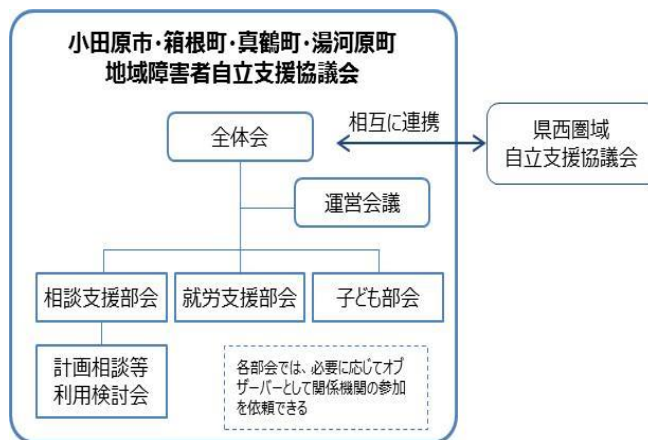 小田原市・箱根町・真鶴町・湯河原町
地域障害者自立支援協議会
全体会
相互に連携
県西圏域
自立支援協議会
運営会議
相談支援部会
就労支援部会
子ども部会
計画相談等
利用検討会
各部会では、必要に応じてオブ
ザーバーとして関係機関の参加
を依頼できる